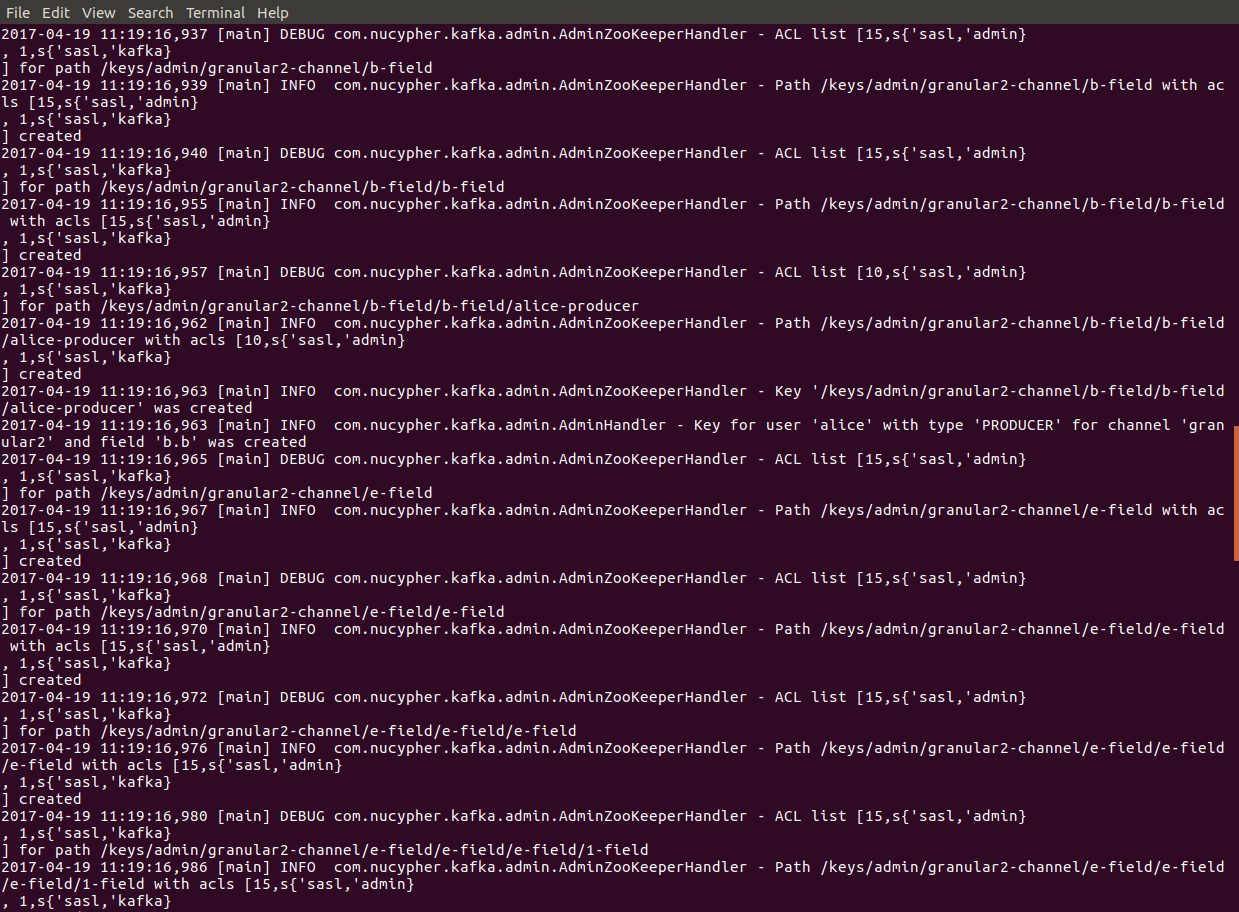 File Edit View Search Terminal Help
2017-04-19 11:19:16,937 [main] DEBUG com.nucypher.kafka.admin.AdminZooKeeperHandler - ACL list [15,s{'sasl,'admin}
, 1,s{'sasl,'kafka}
] for path /keys/admin/granular2-channel/b-field
2017-04-19 11:19:16,939 [main] INFO  com.nucypher.kafka.admin.AdminZooKeeperHandler - Path /keys/admin/granular2-channel/b-field with ac
ls [15,s{'sasl,'admin}
, 1,s{'sasl,'kafka}
] created
2017-04-19 11:19:16,940 [main] DEBUG com.nucypher.kafka.admin.AdminZooKeeperHandler - ACL list [15,s{'sasl,'admin}
, 1,s{'sasl,'kafka}
] for path /keys/admin/granular2-channel/b-field/b-field
2017-04-19 11:19:16,955 [main] INFO  com.nucypher.kafka.admin.AdminZooKeeperHandler - Path /keys/admin/granular2-channel/b-field/b-field
 with acls [15,s{'sasl,'admin}
, 1,s{'sasl,'kafka}
] created
2017-04-19 11:19:16,957 [main] DEBUG com.nucypher.kafka.admin.AdminZooKeeperHandler - ACL list [10,s{'sasl,'admin}
, 1,s{'sasl,'kafka}
] for path /keys/admin/granular2-channel/b-field/b-field/alice-producer
2017-04-19 11:19:16,962 [main] INFO  com.nucypher.kafka.admin.AdminZooKeeperHandler - Path /keys/admin/granular2-channel/b-field/b-field
/alice-producer with acls [10,s{'sasl,'admin}
, 1,s{'sasl,'kafka}
] created
2017-04-19 11:19:16,963 [main] INFO  com.nucypher.kafka.admin.AdminZooKeeperHandler - Key '/keys/admin/granular2-channel/b-field/b-field
/alice-producer' was created
2017-04-19 11:19:16,963 [main] INFO  com.nucypher.kafka.admin.AdminHandler - Key for user 'alice' with type 'PRODUCER' for channel 'gran
ular2' and field 'b.b' was created
2017-04-19 11:19:16,965 [main] DEBUG com.nucypher.kafka.admin.AdminZooKeeperHandler - ACL list [15,s{'sasl,'admin}
, 1,s{'sasl,'kafka}
] for path /keys/admin/granular2-channel/e-field
2017-04-19 11:19:16,967 [main] INFO  com.nucypher.kafka.admin.AdminZooKeeperHandler - Path /keys/admin/granular2-channel/e-field with ac
ls [15,s{'sasl,'admin}
, 1,s{'sasl,'kafka}
] created
2017-04-19 11:19:16,968 [main] DEBUG com.nucypher.kafka.admin.AdminZooKeeperHandler - ACL list [15,s{'sasl,'admin}
, 1,s{'sasl,'kafka}
] for path /keys/admin/granular2-channel/e-field/e-field
2017-04-19 11:19:16,970 [main] INFO  com.nucypher.kafka.admin.AdminZooKeeperHandler - Path /keys/admin/granular2-channel/e-field/e-field
 with acls [15,s{'sasl,'admin}
, 1,s{'sasl,'kafka}
] created
2017-04-19 11:19:16,972 [main] DEBUG com.nucypher.kafka.admin.AdminZooKeeperHandler - ACL list [15,s{'sasl,'admin}
, 1,s{'sasl,'kafka}
] for path /keys/admin/granular2-channel/e-field/e-field/e-field
2017-04-19 11:19:16,976 [main] INFO  com.nucypher.kafka.admin.AdminZooKeeperHandler - Path /keys/admin/granular2-channel/e-field/e-field
/e-field with acls [15,s{'sasl,'admin}
, 1,s{'sasl,'kafka}
] created
2017-04-19 11:19:16,980 [main] DEBUG com.nucypher.kafka.admin.AdminZooKeeperHandler - ACL list [15,s{'sasl,'admin}
, 1,s{'sasl,'kafka}
] for path /keys/admin/granular2-channel/e-field/e-field/e-field/1-field
2017-04-19 11:19:16,986 [main] INFO  com.nucypher.kafka.admin.AdminZooKeeperHandler - Path /keys/admin/granular2-channel/e-field/e-field
/e-field/1-field with acls [15,s{'sasl,'admin}
, 1,s{'sasl,'kafka}